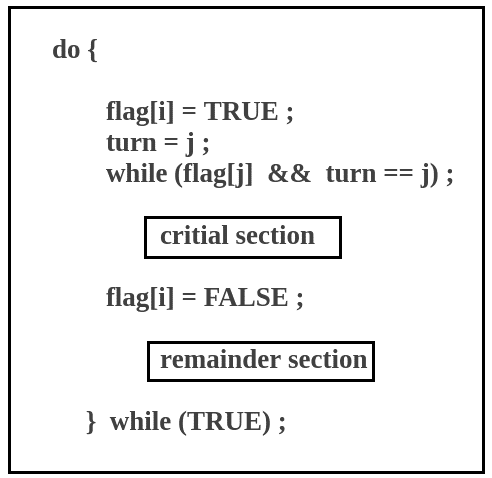 do {
flag[i] = TRUE ;
turn = j ;
while (flag[j] && turn == j) ;
critial section
flag[i] = FALSE ;
remainder section
} while (TRUE) ;